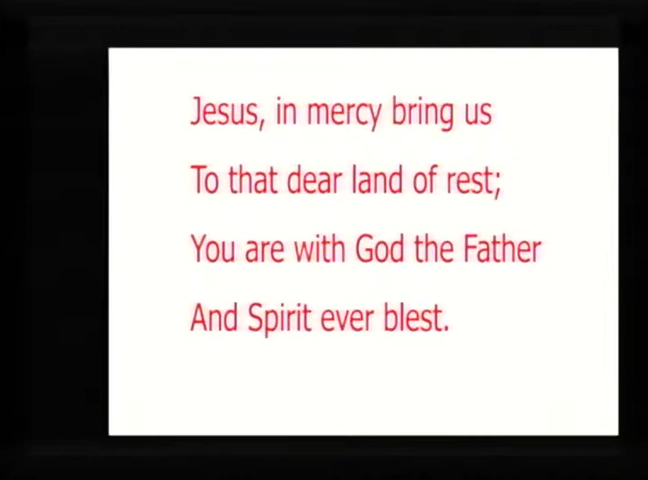 Jesus, in mercy bring us
To that dear land of rest;
You are with God the Father
And Spirit ever blest.